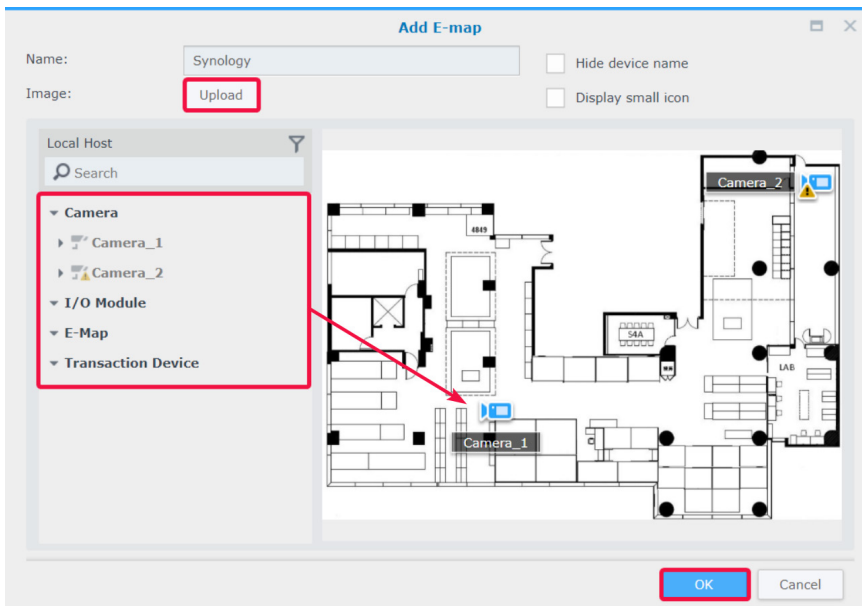 Add E-map
Name:
Synology
Hide device name
Image:
Upload
Display small icon
Local Host
Search
Camera
Camera_1
Camera_2
I/O Module
E-Map
Transaction Device
Camera_2
4849
S4A
LAB
Camera_1
OK
Cancel